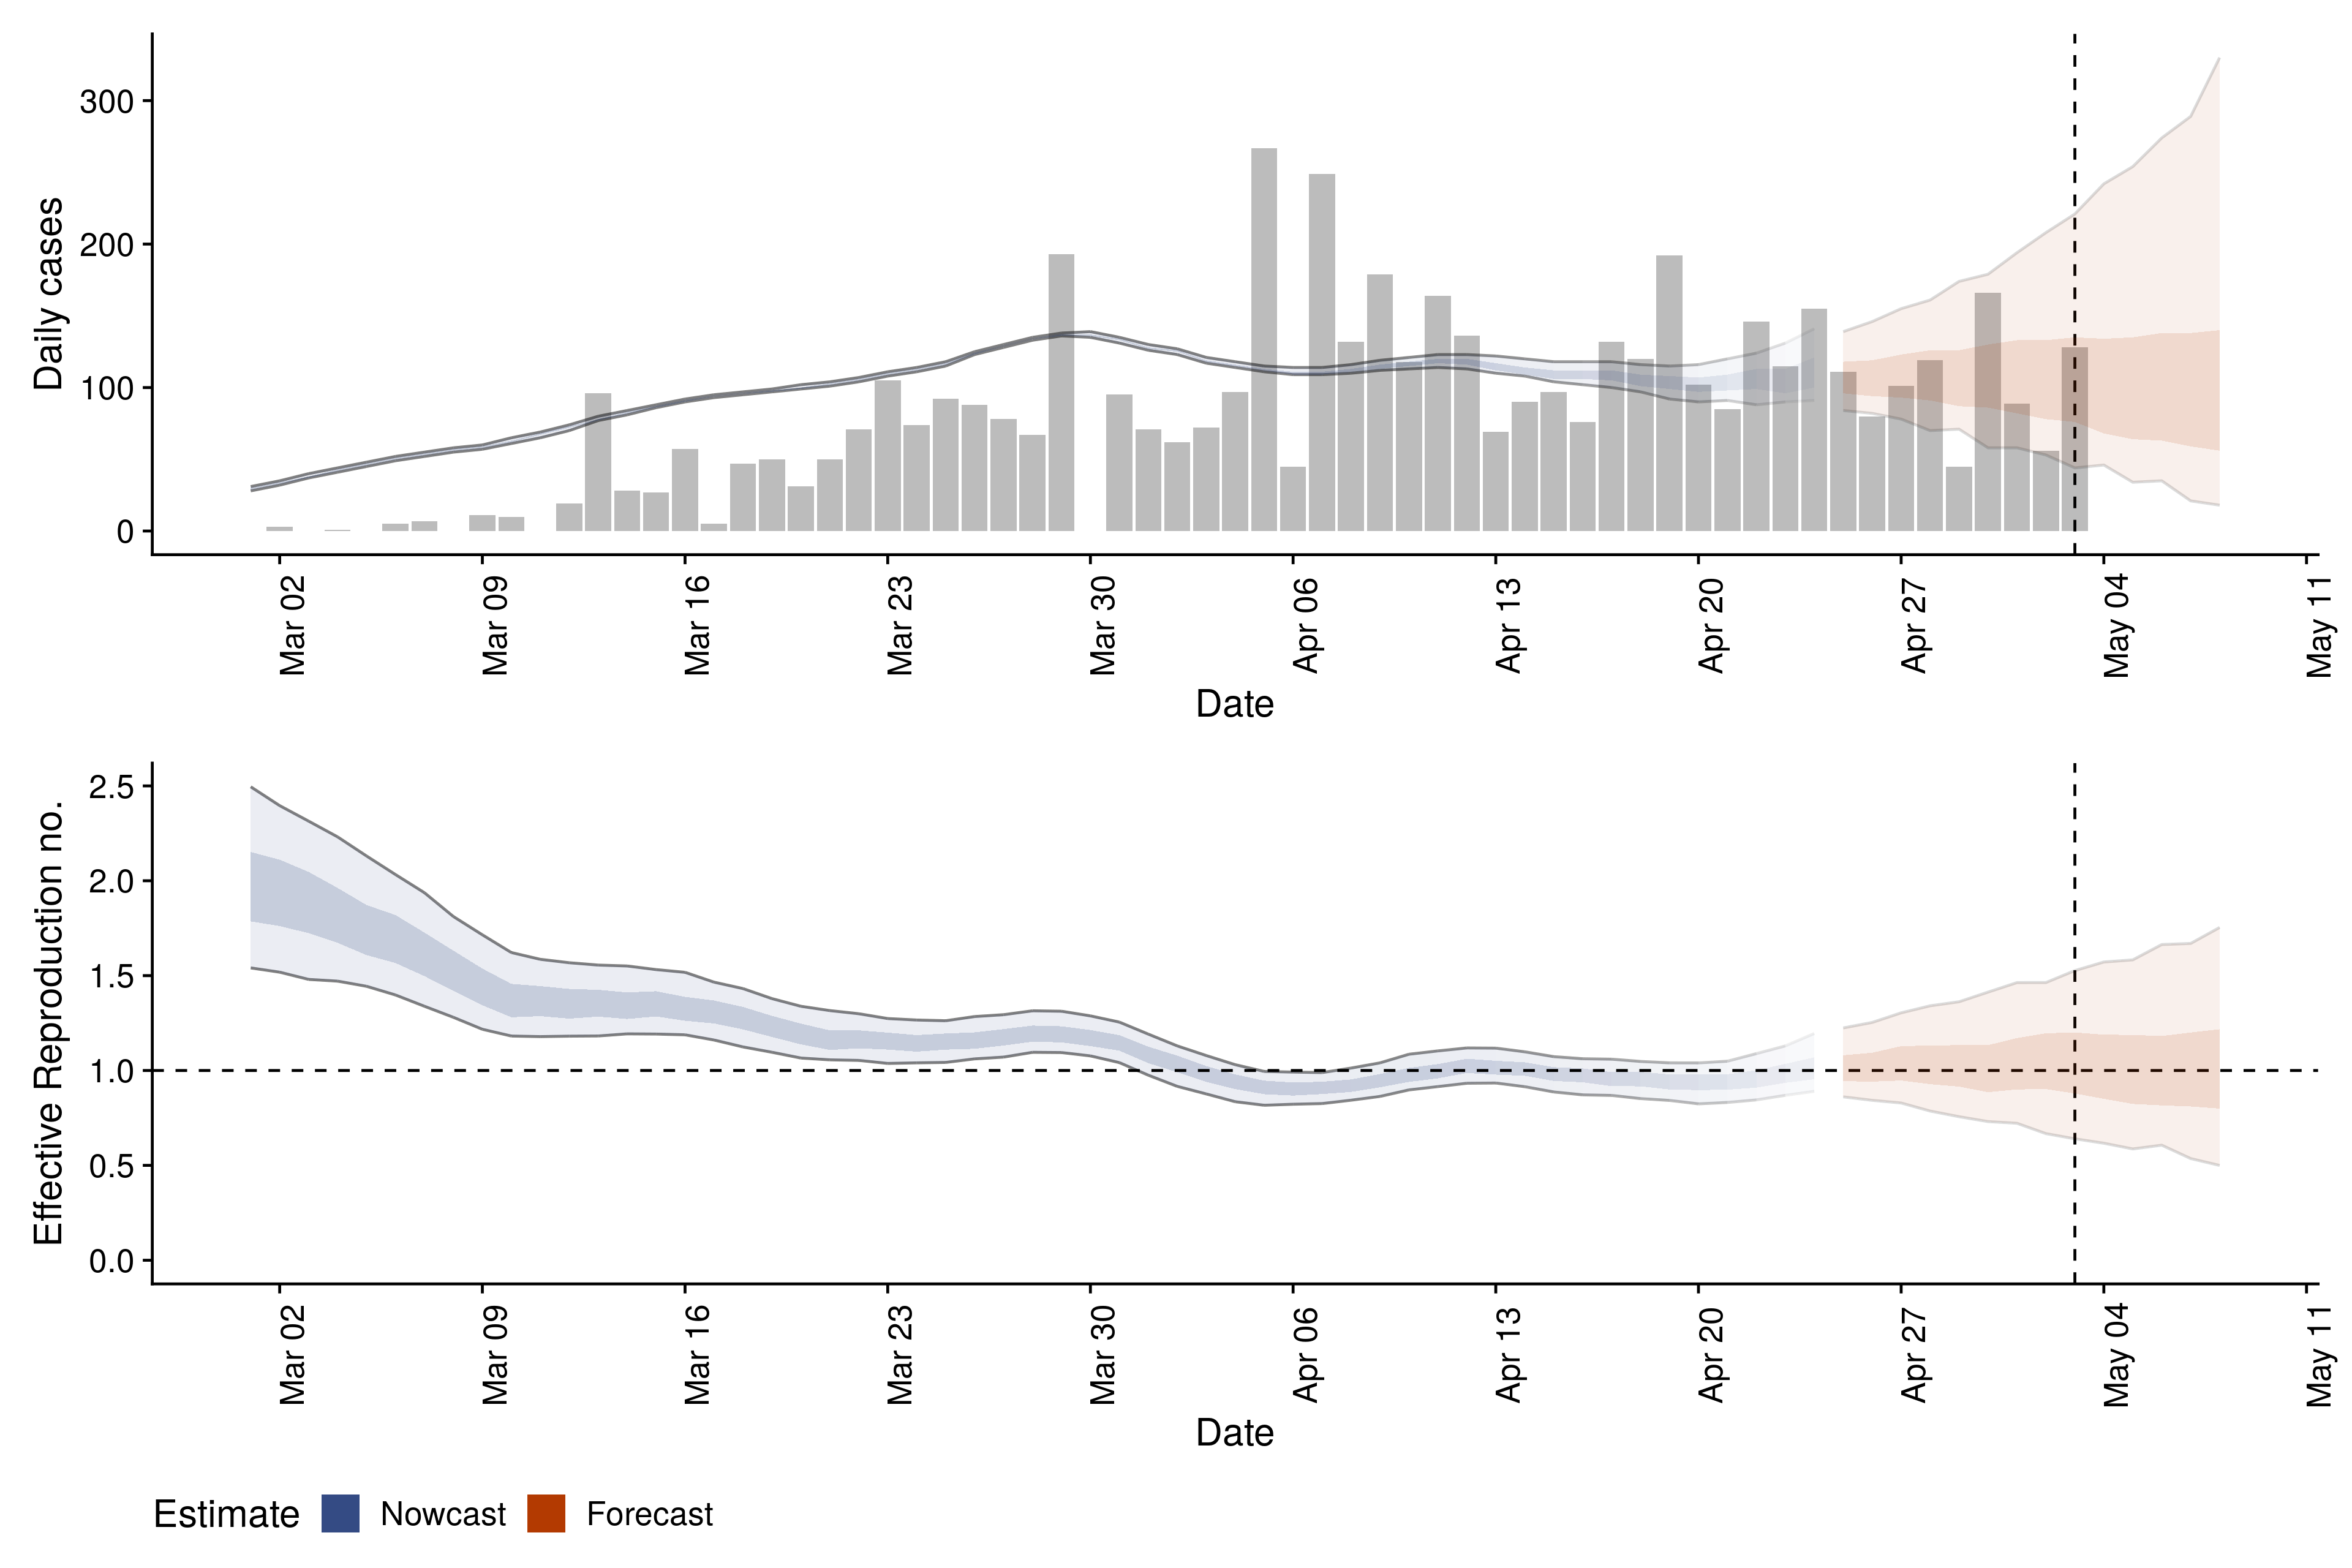 Daily cases
300
200
100
0
Mar 02
Mar 09
Mar 16
Mar 23
Mar 30
Apr 06
Apr 13
Apr 20
Apr 27
May 04
May 11
Date
Effective Reproduction no.
2.5
2.0
1.5
1.0
0.5
0.0
Mar 02
Mar 09
Mar 16
Mar 23
Mar 30
Apr 06
Apr 13
Apr 20
Apr 27
May 04
May 11
Date
Estimate Nowcast Forecast